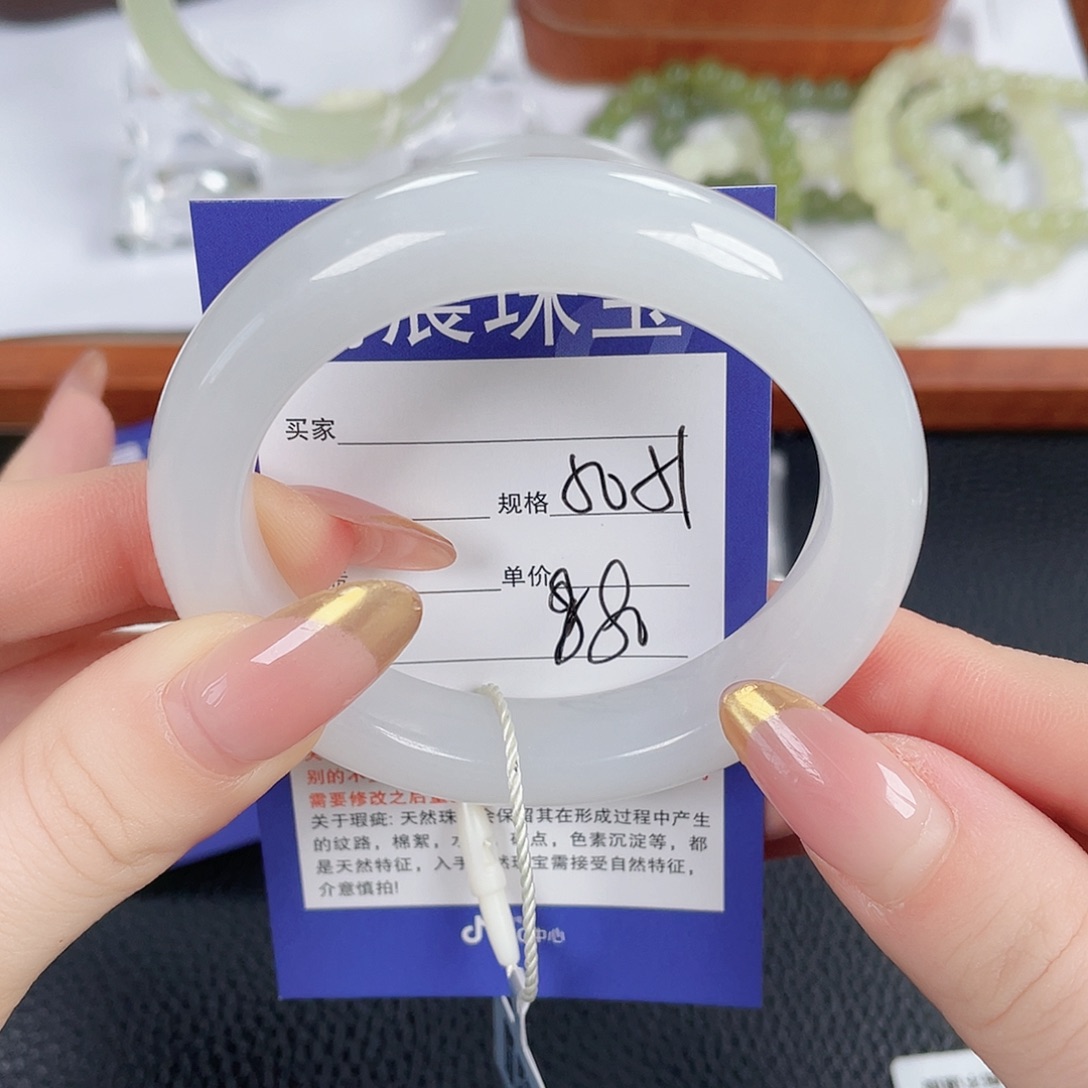 展珠宝
买家
规格
单价 88
需要修改之后
关于瑕疵: 天然珠 保留其在形成过程中产生
的纹路，棉絮， 点，色素沉淀等，都
是天然特征，入手 然珠宝需接受自然特征，
介意慎拍!
中心